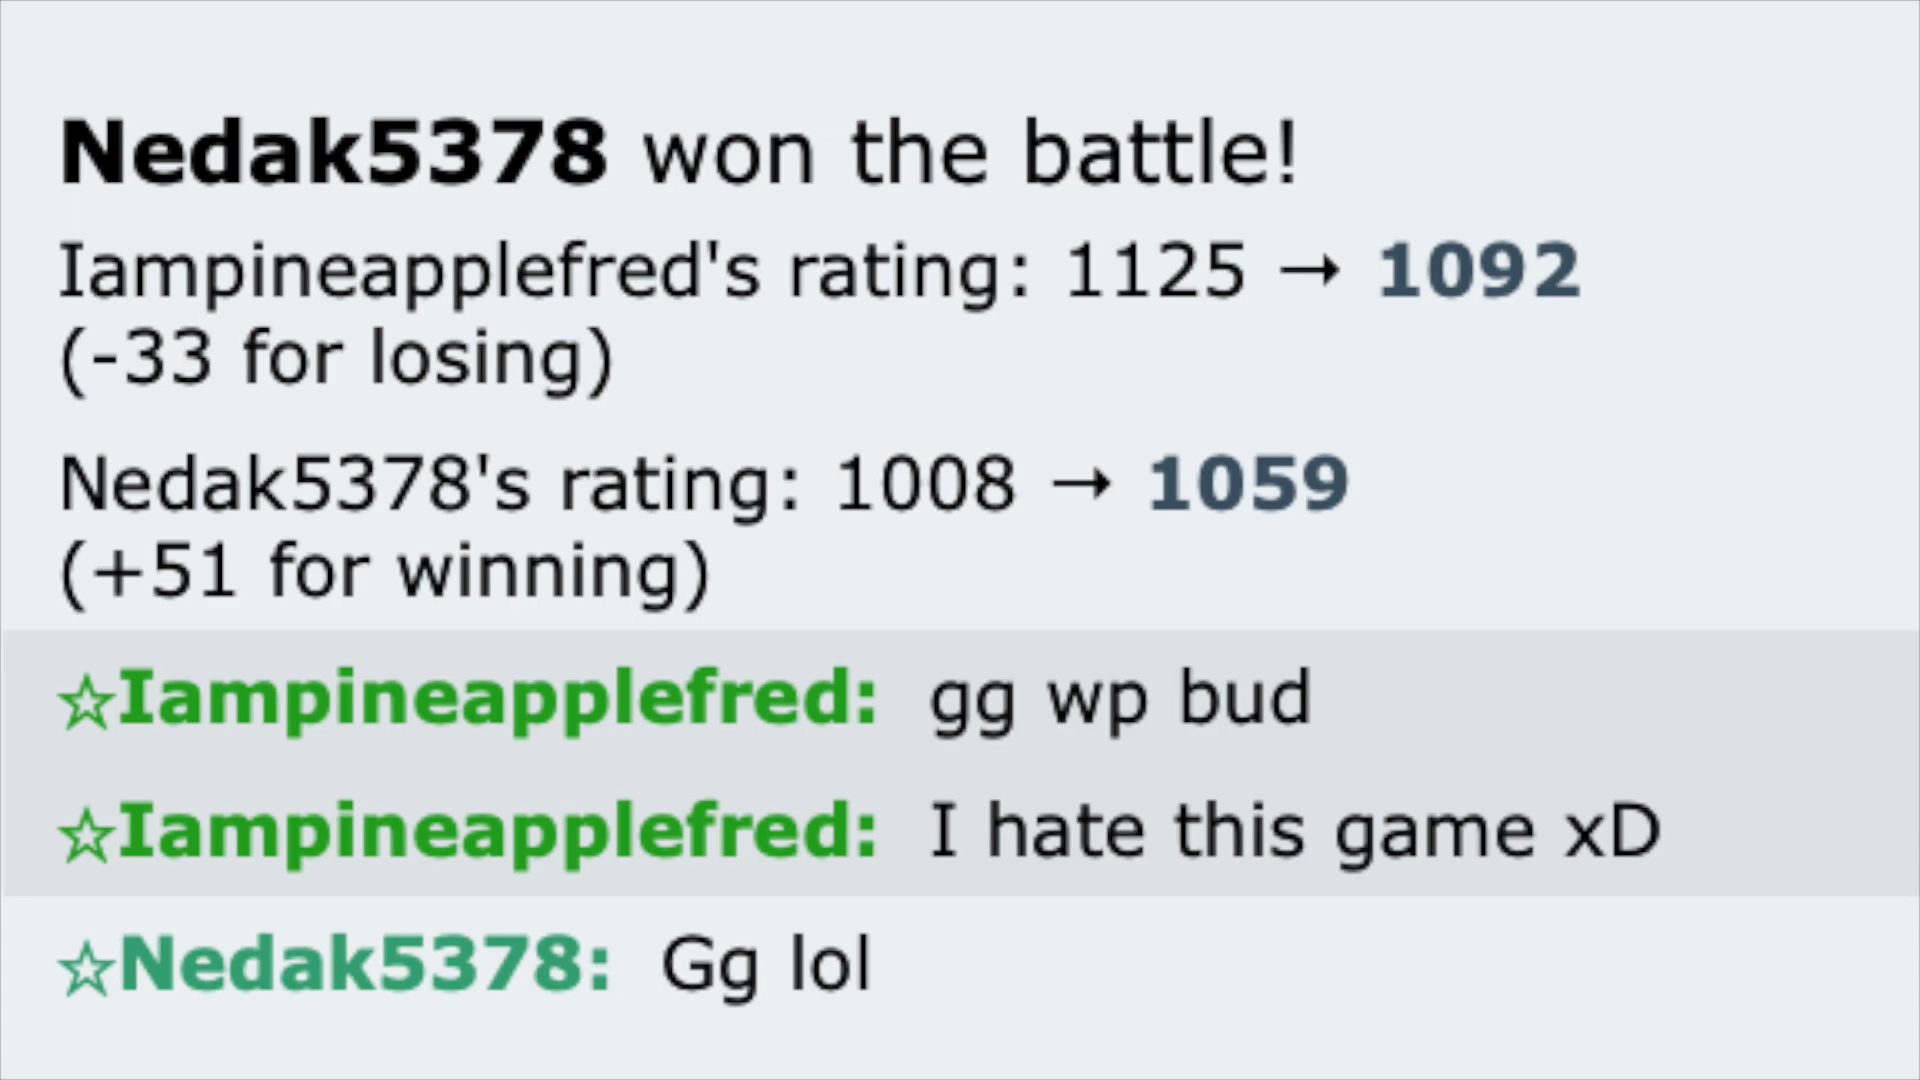 Nedak5378 won the battle!
Iampineapplefred's rating: 1125 → 1092
(-33 for losing)
Nedak5378's rating: 1008 → 1059
(+51 for winning)
☆Iampineapplefred: gg wp bud
☆Iampineapplefred: I hate this game xD
☆Nedak5378: Gg lol